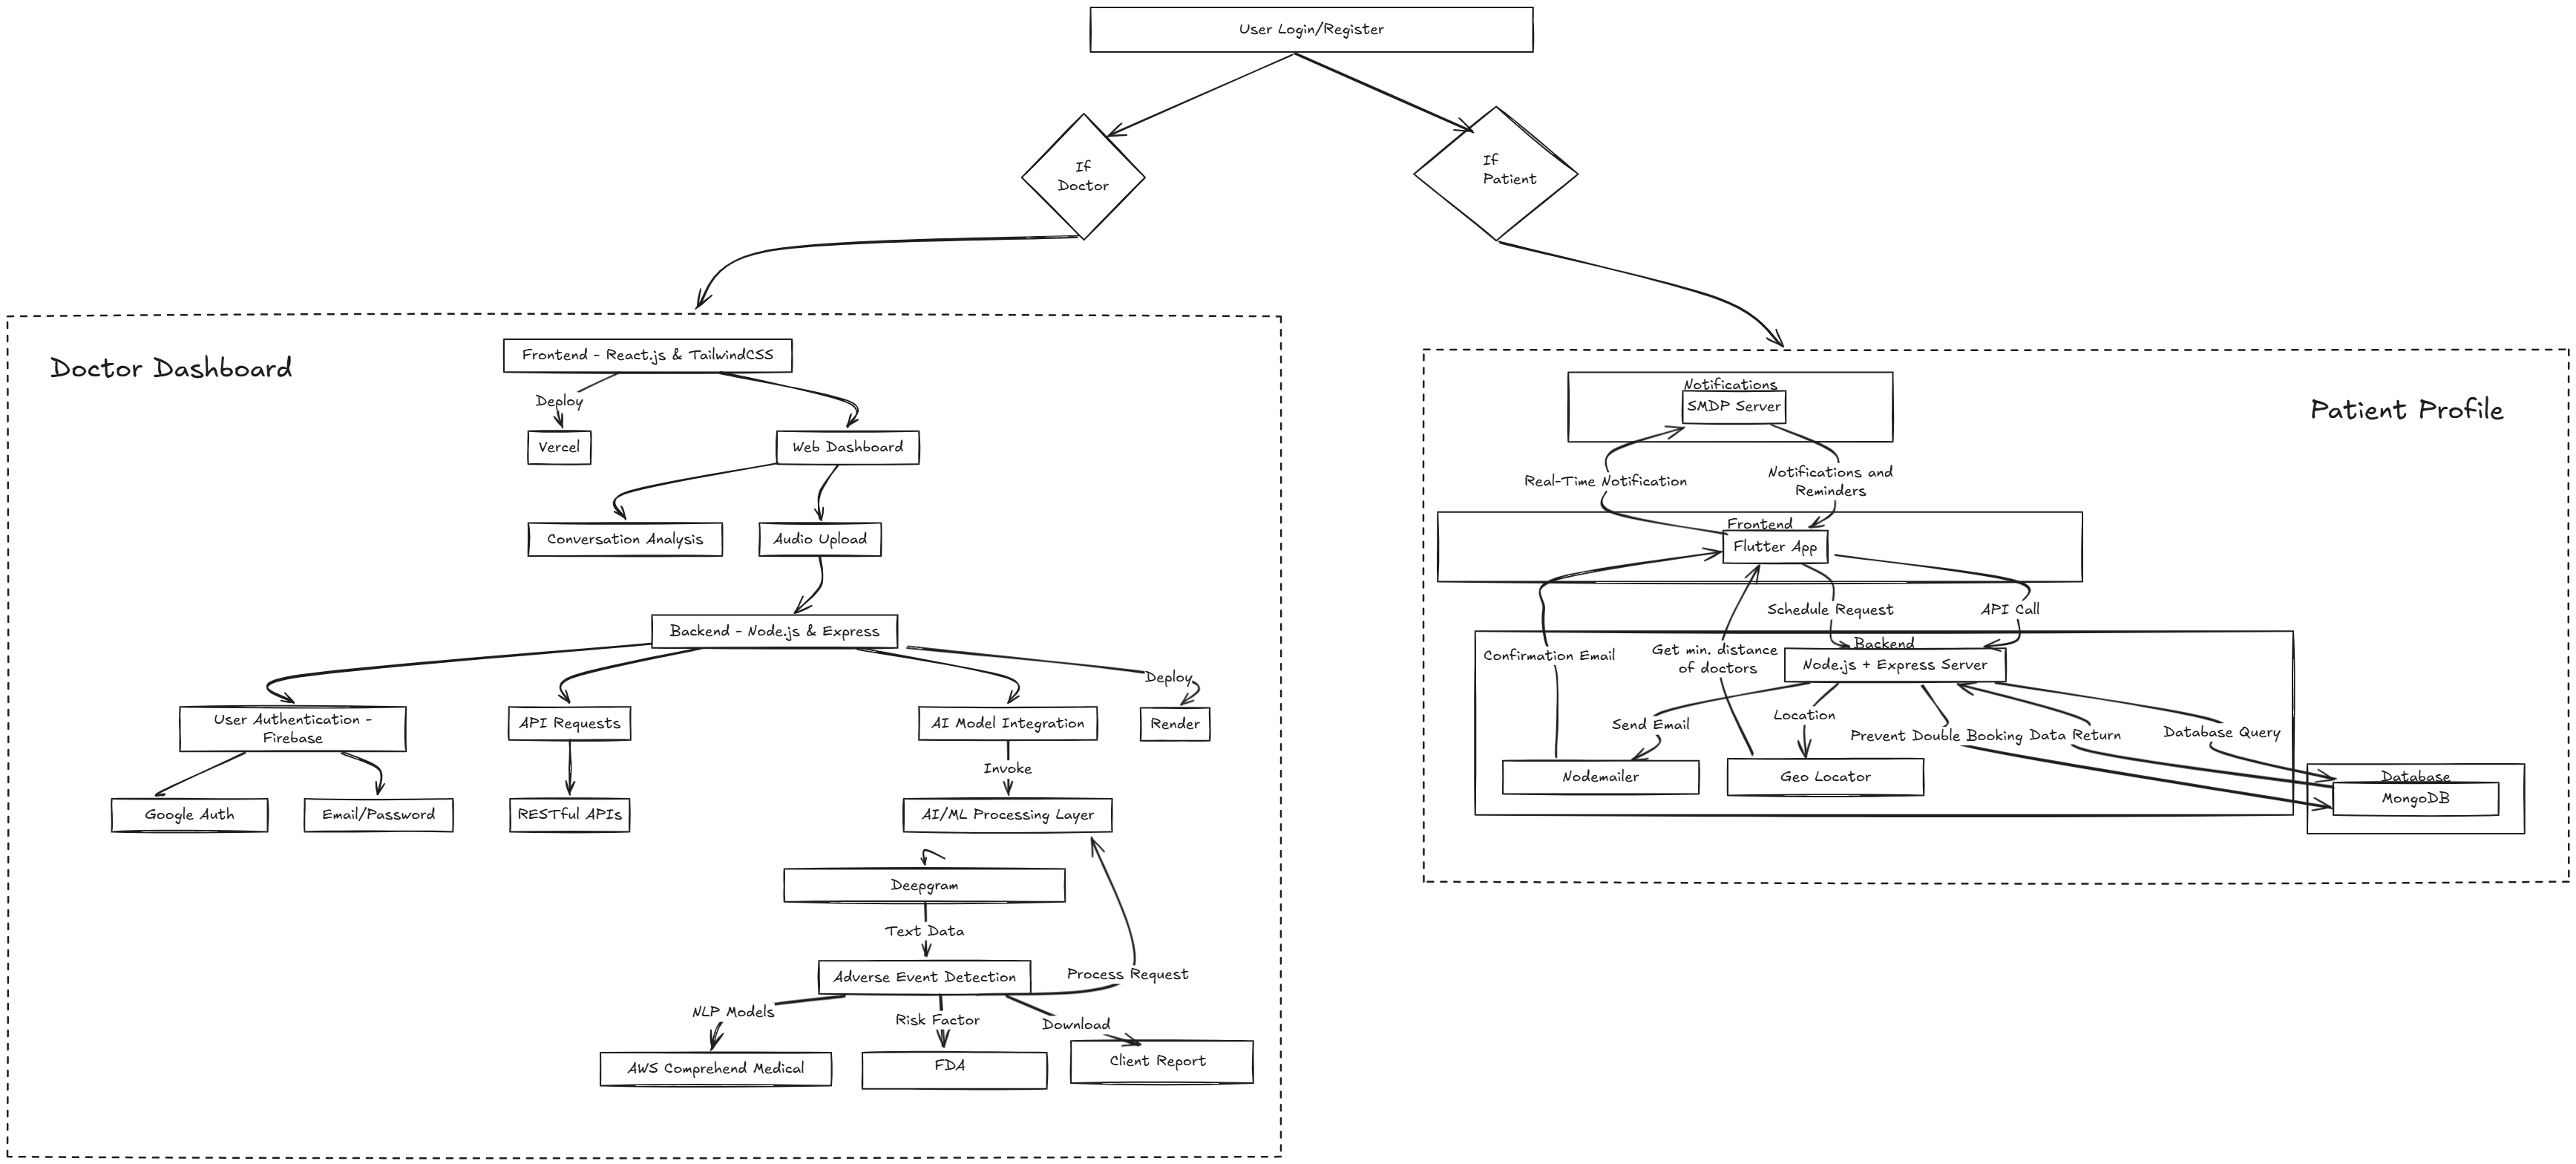 User Login/Register
If
Doctor
If
Patient
Doctor Dashboard
Frontend - React.js & TailwindCSS
Deploy
Vercel
Web Dashboard
Conversation Analysis
Audio Upload
Backend - Node.js & Express
Deploy
User Authentication -
Firebase
API Requests
AI Model Integration
Render
Invoke
Google Auth
Email/Password
RESTful APIs
AI/ML Processing Layer
Deepgram
Text Data
Adverse Event Detection
Process Request
NLP Models
Risk Factor
Download
AWS Comprehend Medical
FDA
Client Report
Patient Profile
Notifications
SMDP Server
Real-Time Notification
Notifications and
Reminders
Frontend
Flutter App
Schedule Request
API Call
Confirmation Email
Get min. distance
of doctors
Backend
Node.js + Express Server
Send Email
Location
Prevent Double Booking
Data Return
Database Query
Nodemailer
Geo Locator
Database
MongoDB